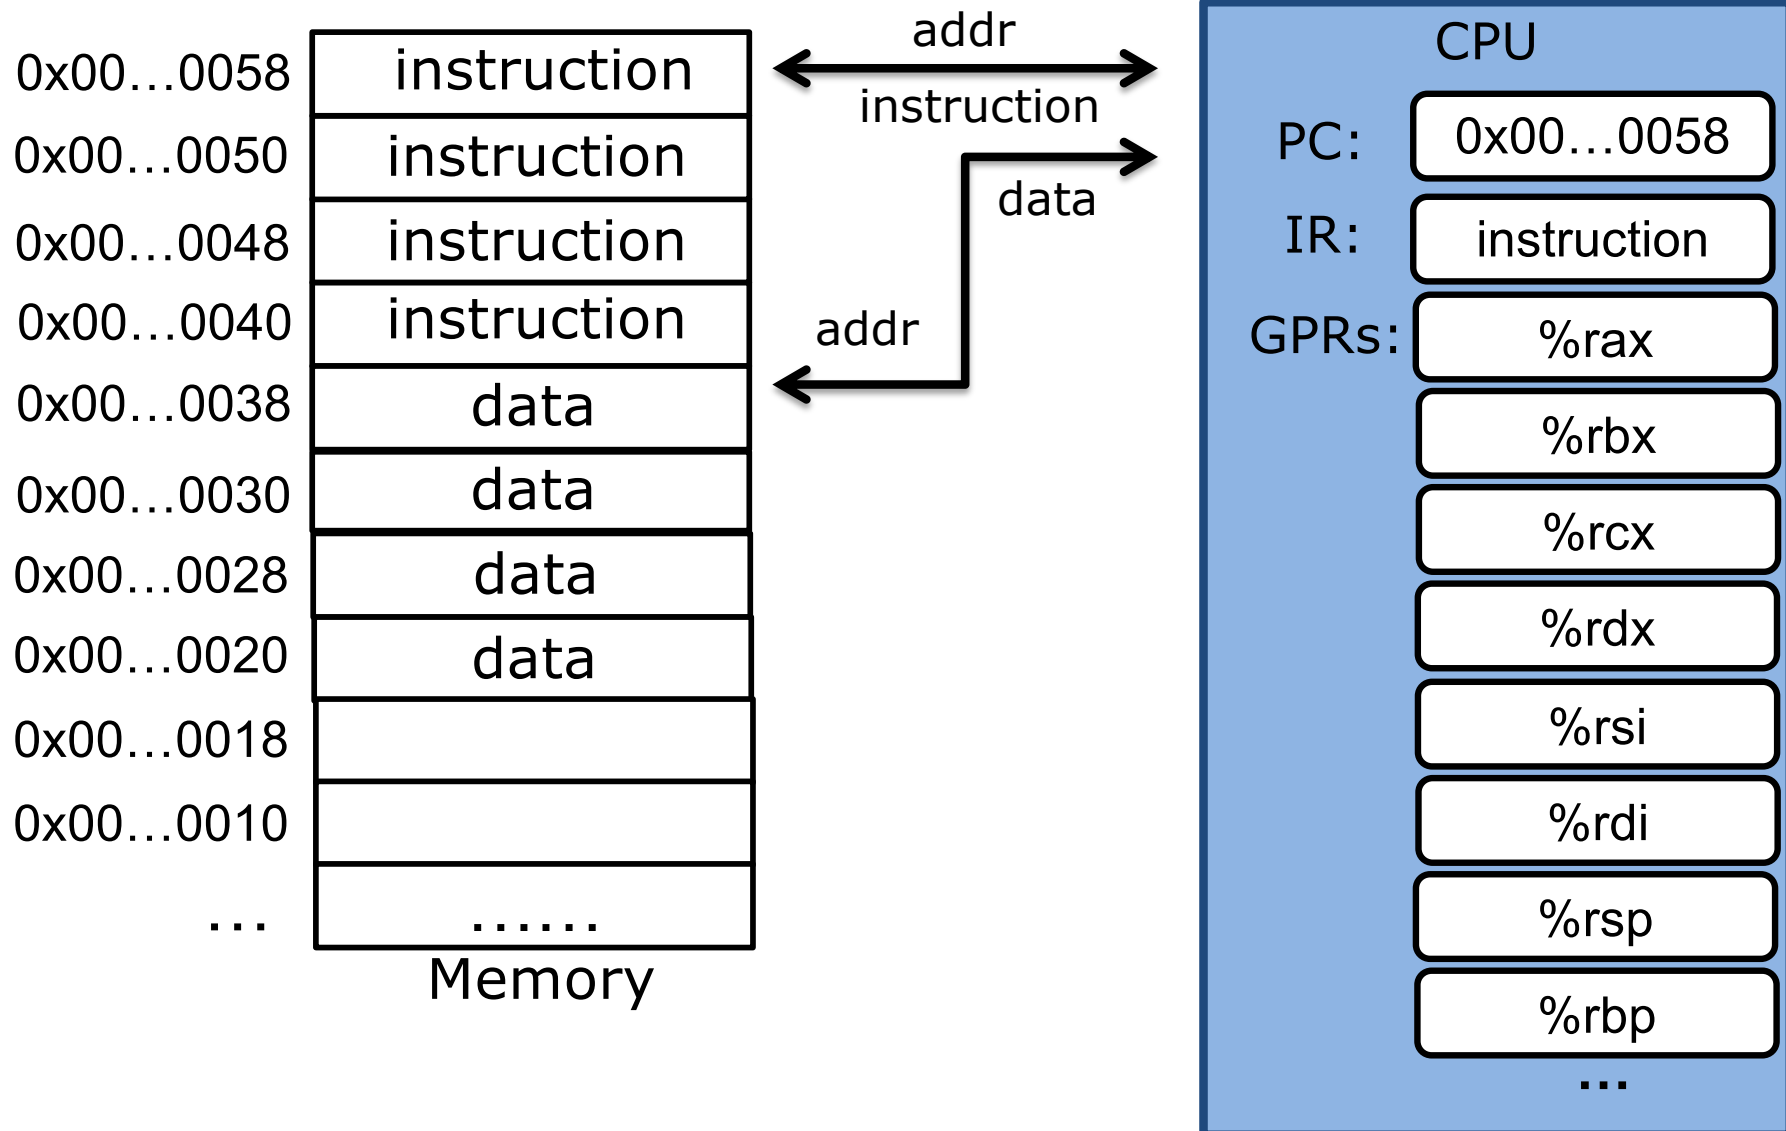 0x00…0058 instruction
0x00…0050 instruction
0x00…0048 instruction
0x00…0040 instruction
0x00…0038 data
0x00…0030 data
0x00…0028 data
0x00…0020 data
0x00…0018
0x00…0010
… ……
Memory
addr
instruction
data
addr
CPU
PC: 0x00…0058
IR: instruction
GPRs: %rax
%rbx
%rcx
%rdx
%rsi
%rdi
%rsp
%rbp
…